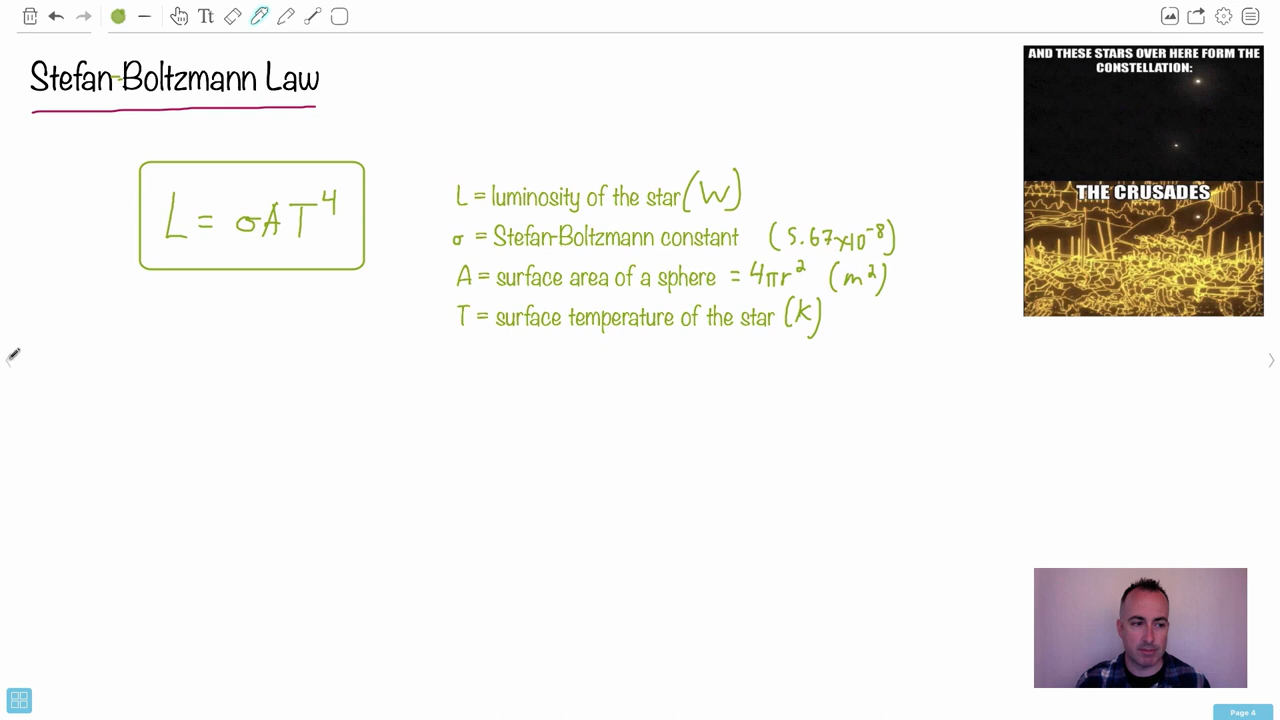 Tt
Stefan-Boltzmann Law
AND THESE STARS OVER HERE FORM THE
CONSTELLATION:
THE CRUSADES
L = σAT⁴
L = luminosity of the star (W)
σ = Stefan-Boltzmann constant (5.67x10⁻⁸)
A = surface area of a sphere = 4πr² (m²)
T = surface temperature of the star (K)
Page 4